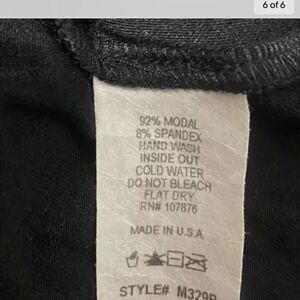 6 of 6
92% MODAL
8% SPANDEX
HAND WASH
INSIDE OUT
COLD WATER
DO NOT BLEACH
FLAT DRY
RN# 107876
MADE IN U.S.A.
STYLE# M329R